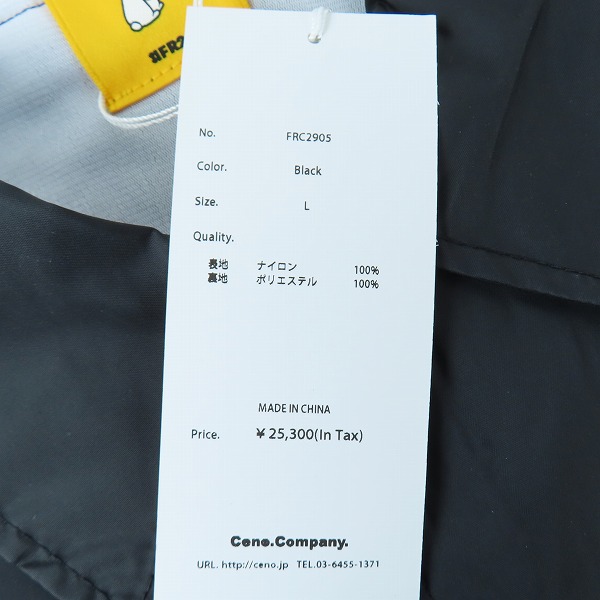 #FR2
No. FRC2905
Color. Black
Size. L
Quality.
表地 ナイロン 100%
裏地 ポリエステル 100%
MADE IN CHINA
Price. ¥25,300(In Tax)
Ceno.Company.
URL. http://ceno.jp TEL.03-6455-1371